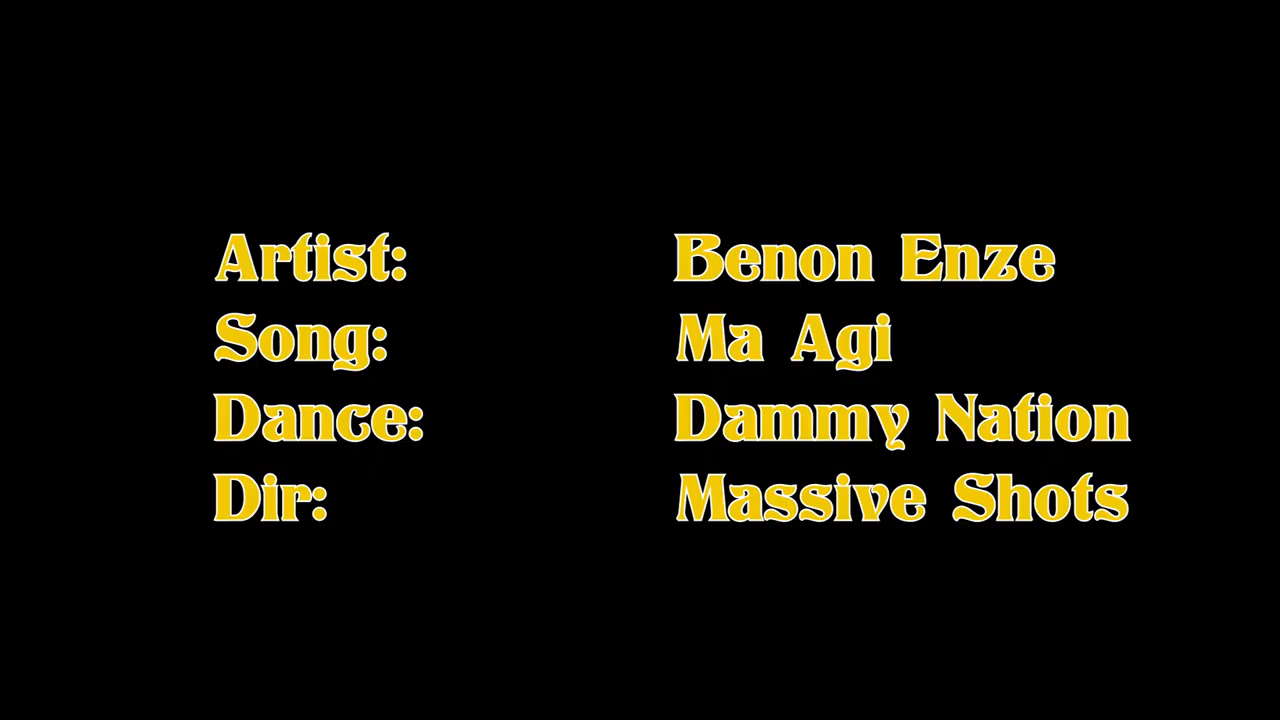 Artist: Benon Enze
Song: Ma Agi
Dance: Dammy Nation
Dir: Massive Shots